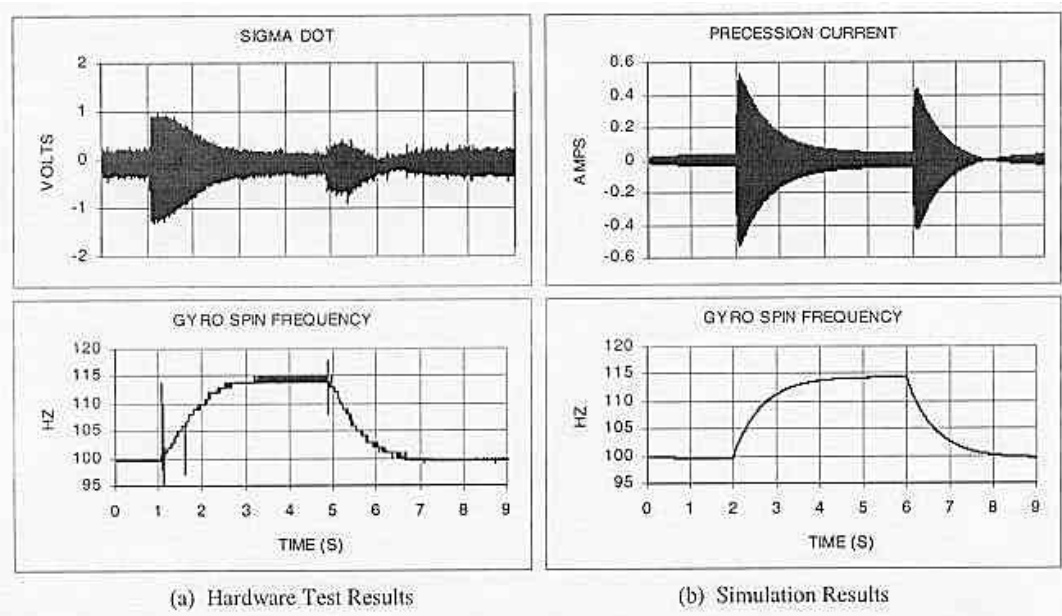 SIGMA DOT
2
1
0
-1
-2
VOLTS
GYRO SPIN FREQUENCY
120
115
110
105
100
95
HZ
0 1 2 3 4 5 6 7 8 9
TIME (S)
(a) Hardware Test Results
PRECESSION CURRENT
0.6
0.4
0.2
0
-0.2
-0.4
-0.6
AMPS
GYRO SPIN FREQUENCY
120
115
110
105
100
95
HZ
0 1 2 3 4 5 6 7 8 9
TIME (S)
(b) Simulation Results